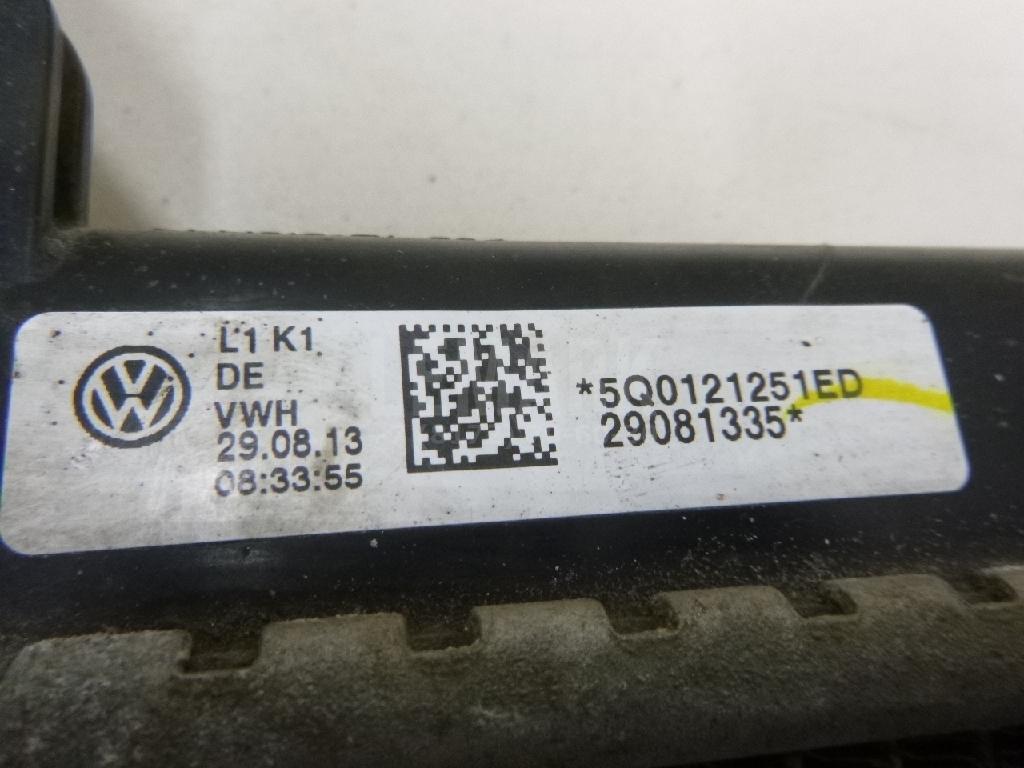 L1 K1
DE
VWH
29.08.13
08:33:55
*5Q0121251ED
29081335*